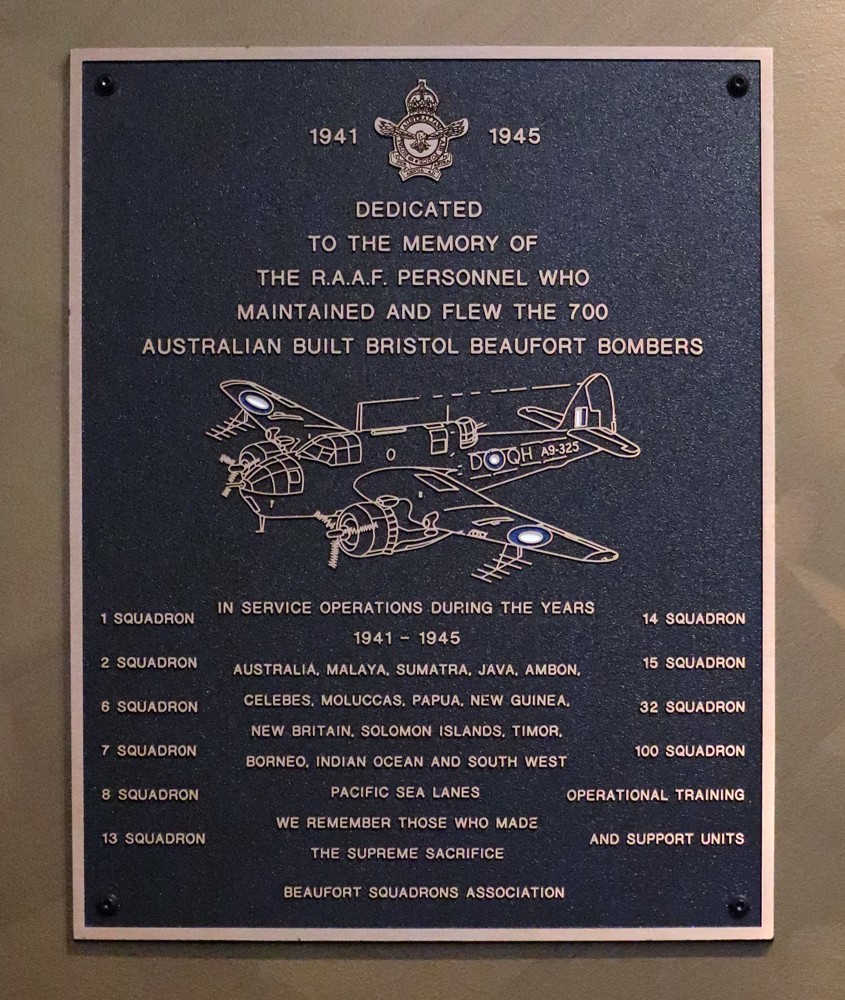 1941 1945
DEDICATED
TO THE MEMORY OF
THE R.A.A.F. PERSONNEL WHO
MAINTAINED AND FLEW THE 700
AUSTRALIAN BUILT BRISTOL BEAUFORT BOMBERS
D QH A9-325
IN SERVICE OPERATIONS DURING THE YEARS
1941 - 1945
AUSTRALIA, MALAYA, SUMATRA, JAVA, AMBON,
CELEBES, MOLUCCAS, PAPUA, NEW GUINEA,
NEW BRITAIN, SOLOMON ISLANDS, TIMOR,
BORNEO, INDIAN OCEAN AND SOUTH WEST
PACIFIC SEA LANES
WE REMEMBER THOSE WHO MADE
THE SUPREME SACRIFICE
BEAUFORT SQUADRONS ASSOCIATION
1 SQUADRON
2 SQUADRON
6 SQUADRON
7 SQUADRON
8 SQUADRON
13 SQUADRON
14 SQUADRON
15 SQUADRON
32 SQUADRON
100 SQUADRON
OPERATIONAL TRAINING
AND SUPPORT UNITS